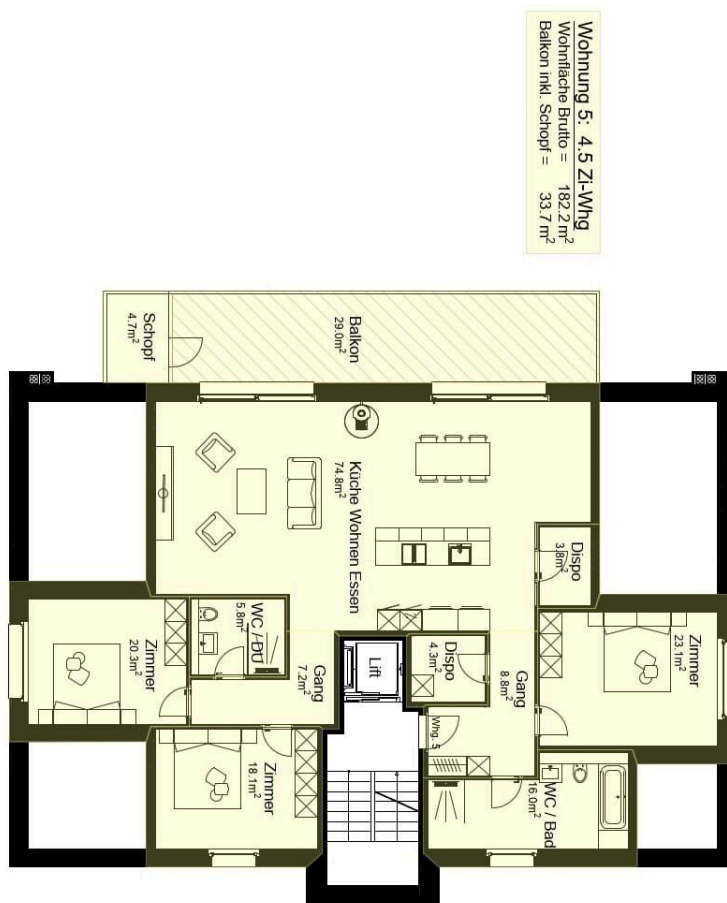 Wohnung 5: 4.5 Zi-Whg
Wohnfläche Brutto = 182.2 m²
Balkon inkl. Schopf = 33.7 m²
Schopf
4.7m²
Balkon
29.0m²
Küche Wohnen Essen
74.8m²
Dispo
3.8m²
Zimmer
20.3m²
WC / DU
5.8m²
Gang
7.2m²
Lift
Dispo
4.3m²
Gang
8.8m²
Zimmer
23.1m²
Whg. 5
Zimmer
18.1m²
WC / Bad
16.0m²